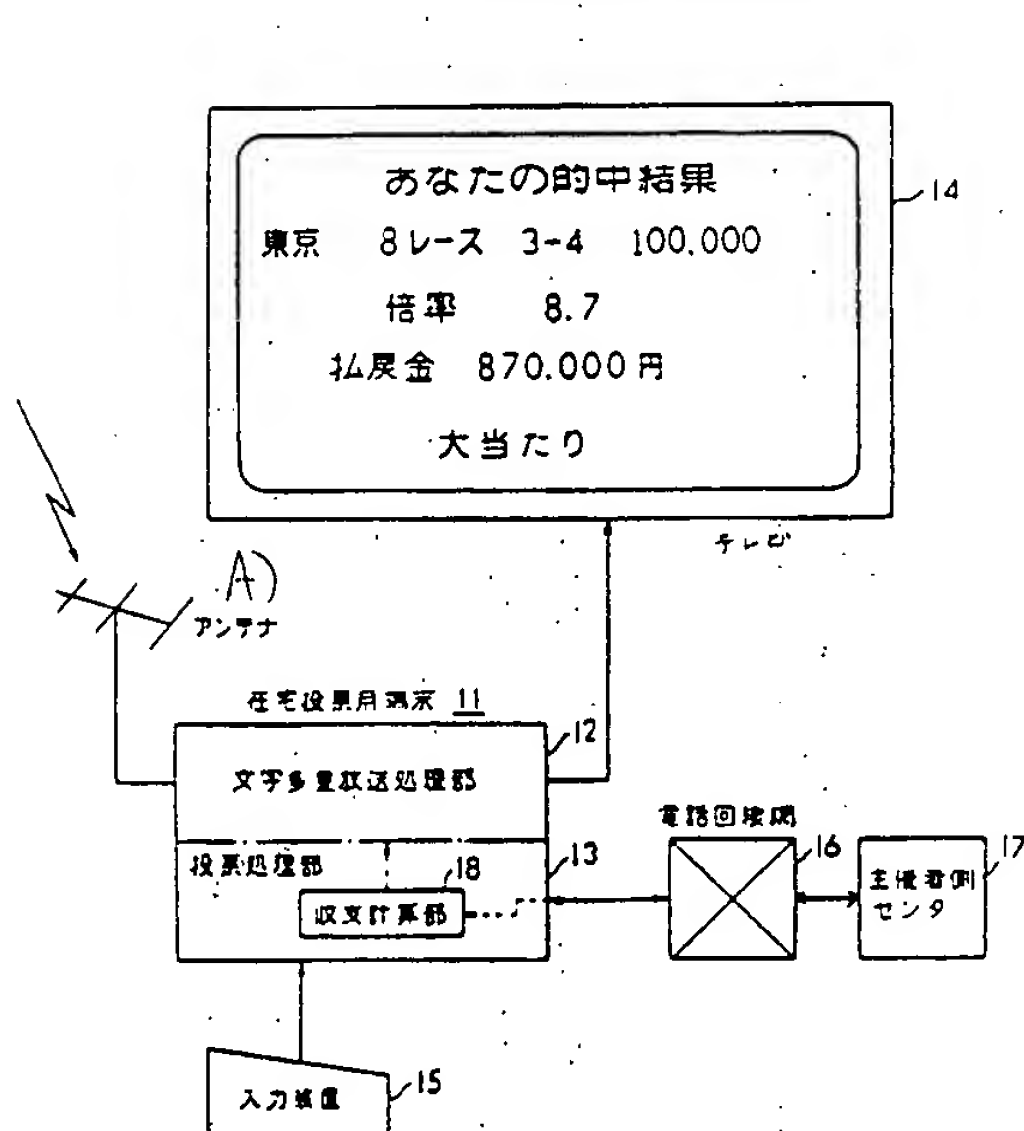 あなたの的中結果
東京 8レース 3-4 100.000
倍率 8.7
払戻金 870.000円
大当たり
14
テレビ
A)
アンテナ
在宅投票用端末 11
12
文字多重放送処理部
投票処理部
13
18
収支計算部
電話回線網
16
17
主催者側
センタ
入力装置
15